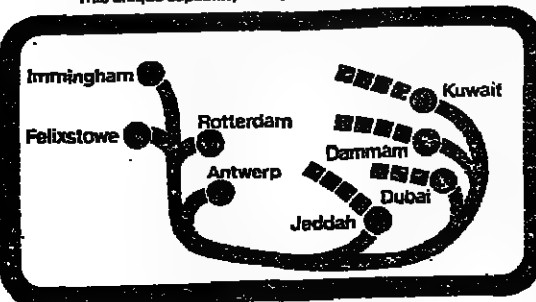 Immingham
Felixstowe
Rotterdam
Antwerp
Jeddah
Kuwait
Dammam
Dubai